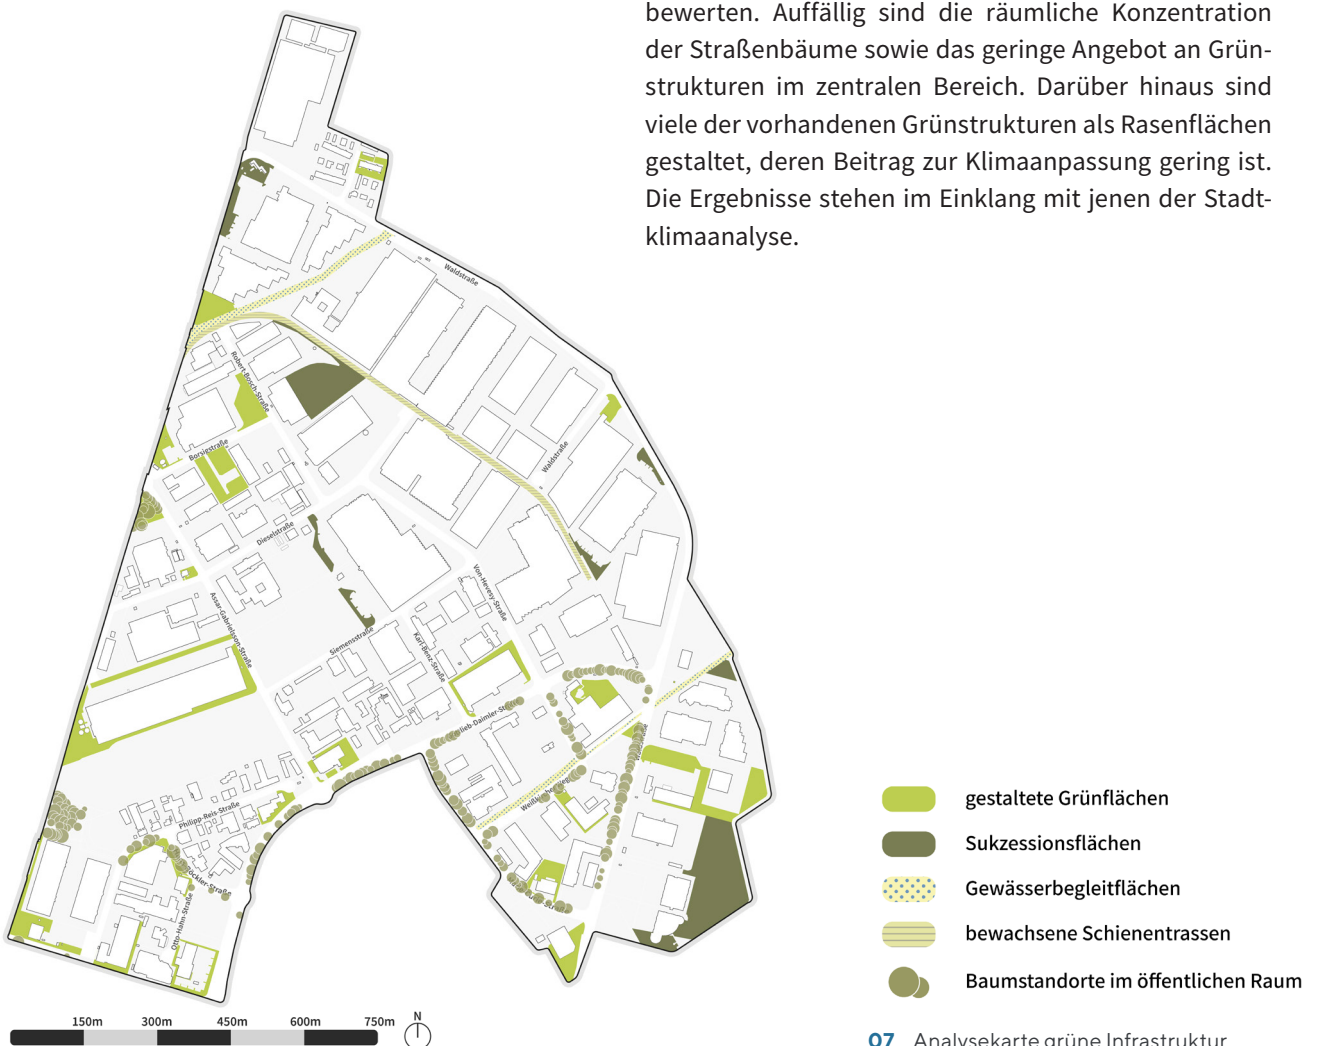 bewerten. Auffällig sind die räumliche Konzentration
der Straßenbäume sowie das geringe Angebot an Grün-
strukturen im zentralen Bereich. Darüber hinaus sind
viele der vorhandenen Grünstrukturen als Rasenflächen
gestaltet, deren Beitrag zur Klimaanpassung gering ist.
Die Ergebnisse stehen im Einklang mit jenen der Stadt-
klimaanalyse.
Waldstraße
Robert-Bosch-Straße
Borsigstraße
Waldstraße
Dieselstraße
Von-Hevesy-Straße
Assar-Gabrielsson-Straße
Siemensstraße
Karl-Benz-Straße
Philipp-Reis-Straße
Otto-Hahn-Straße
gestaltete Grünflächen
Sukzessionsflächen
Gewässerbegleitflächen
bewachsene Schienentrassen
Baumstandorte im öffentlichen Raum
150m 300m 450m 600m 750m N
07 Analysekarte grüne Infrastruktur